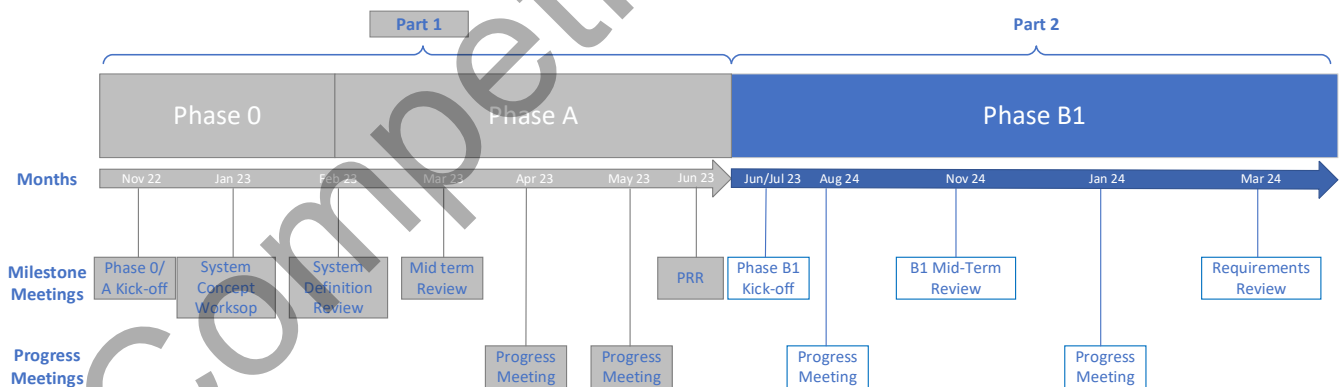 Part 1
Part 2
Phase 0
Phase A
Phase B1
Months
Nov 22
Jan 23
Feb 23
Mar 23
Apr 23
May 23
Jun 23
Jun/Jul 23
Aug 24
Nov 24
Jan 24
Mar 24
Milestone
Meetings
Phase 0/
A Kick-off
System
Concept
Worksop
System
Definition
Review
Mid term
Review
PRR
Phase B1
Kick-off
B1 Mid-Term
Review
Requirements
Review
Progress
Meetings
Progress
Meeting
Progress
Meeting
Progress
Meeting
Progress
Meeting